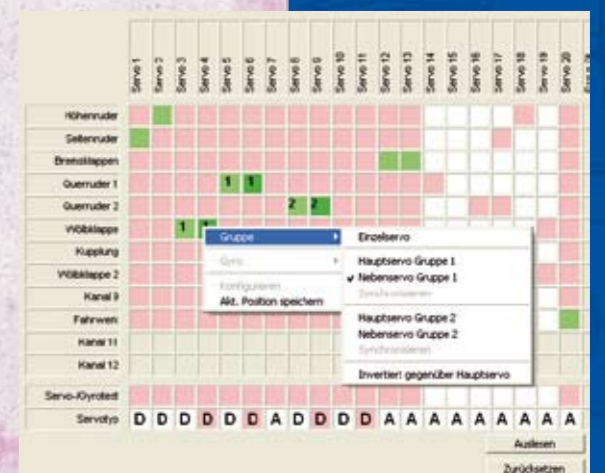 Servo 1 Servo 2 Servo 3 Servo 4 Servo 5 Servo 6 Servo 7 Servo 8 Servo 9 Servo 10 Servo 11 Servo 12 Servo 13 Servo 14 Servo 15 Servo 16 Servo 17 Servo 18 Servo 19 Servo 20
Höhenruder
Seitenruder
Bremsklappen
Querruder 1 1 1
Querruder 2 2 2
Wölbklappe 1 1
Kupplung
Wölbklappe 2
Kanal 9
Fahrwerk
Kanal 11
Kanal 12
Gruppe
Gyro
Konfigurieren
Akt. Position speichern
Einzelservo
Hauptservo Gruppe 1
Nebenservo Gruppe 1
Synchronisieren
Hauptservo Gruppe 2
Nebenservo Gruppe 2
Synchronisieren
Invertiert gegenüber Hauptservo
Servo-/Gyrotest
Servotyp D D D D D D A D D D D A A A A A A A A A
Auslesen
Zurücksetzen